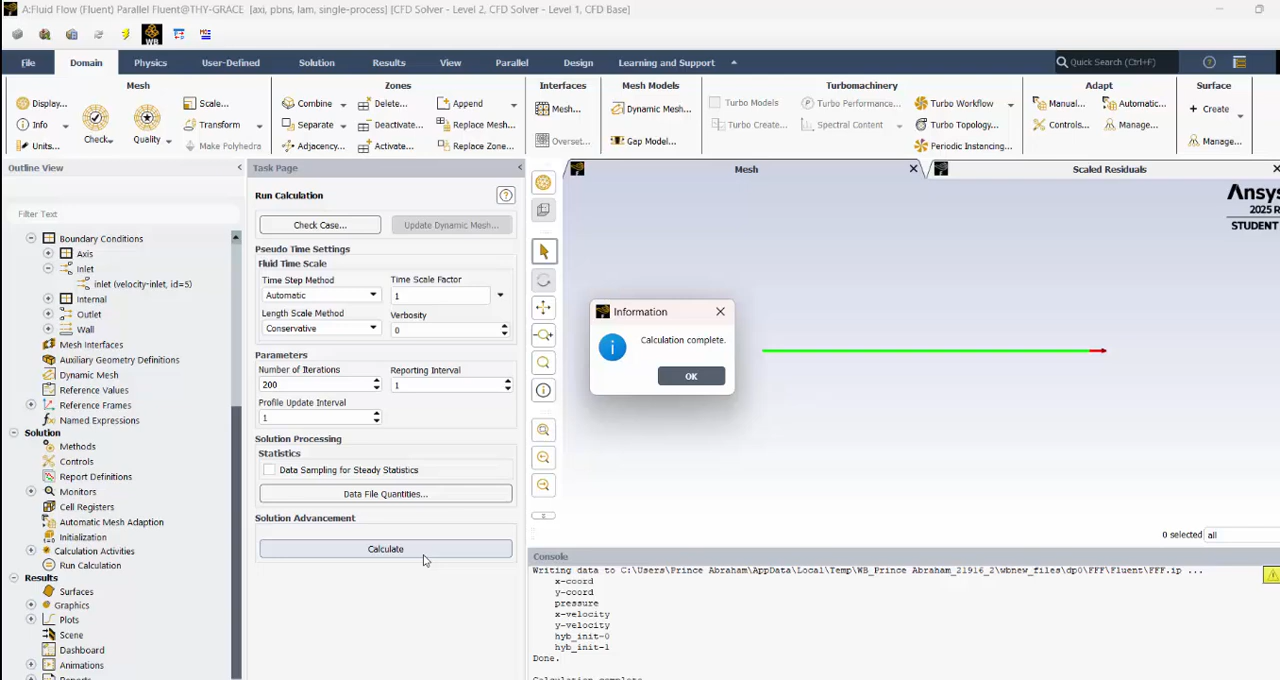 A:Fluid Flow (Fluent) Parallel Fluent@THY-GRACE [axi, pbns, lam, single-process] [CFD Solver - Level 2, CFD Solver - Level 1, CFD Base]
WB
File Domain Physics User-Defined Solution Results View Parallel Design Learning and Support Quick Search (Ctrl+F)
Mesh Zones Interfaces Mesh Models Turbomachinery Adapt Surface
Display... Scale... Combine Delete... Append Mesh... Dynamic Mesh... Turbo Models Turbo Performance... Turbo Workflow Manual... Automatic... Create
Info Transform Separate Deactivate... Replace Mesh... Turbo Create... Spectral Content Turbo Topology... Controls... Manage...
Check Quality
Units... Make Polyhedra Adjacency... Activate... Replace Zone... Overset... Gap Model... Periodic Instancing... Manage...
Outline View
Filter Text
Boundary Conditions
Axis
Inlet
inlet (velocity-inlet, id=5)
Internal
Outlet
Wall
Mesh Interfaces
Auxiliary Geometry Definitions
Dynamic Mesh
Reference Values
Reference Frames
Named Expressions
Solution
Methods
Controls
Report Definitions
Monitors
Cell Registers
Automatic Mesh Adaption
Initialization
Calculation Activities
Run Calculation
Results
Surfaces
Graphics
Plots
Scene
Dashboard
Animations
Task Page
Run Calculation
Check Case... Update Dynamic Mesh...
Pseudo Time Settings
Fluid Time Scale
Time Step Method Time Scale Factor
Automatic 1
Length Scale Method Verbosity
Conservative 0
Parameters
Number of Iterations Reporting Interval
200 1
Profile Update Interval
1
Solution Processing
Statistics
Data Sampling for Steady Statistics
Data File Quantities...
Solution Advancement
Calculate
Mesh Scaled Residuals
Ansys
2025 R
STUDENT
Information
Calculation complete.
OK
0 selected all
Console
Writing data to C:\Users\Prince Abraham\AppData\Local\Temp\WB_Prince Abraham_21916_2\wbnew_files\dp0\FFF\Fluent\FFF.ip ...
x-coord
y-coord
pressure
x-velocity
y-velocity
hyb_init-0
hyb_init-1
Done.
Calculation complete